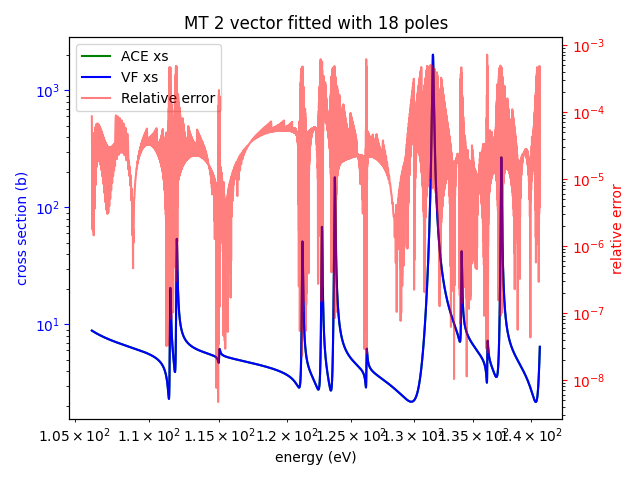 MT 2 vector fitted with 18 poles
ACE xs
VF xs
Relative error
10³
10²
10¹
cross section (b)
10⁻³
10⁻⁴
10⁻⁵
10⁻⁶
10⁻⁷
10⁻⁸
relative error
1.05 × 10² 1.1 × 10² 1.15 × 10² 1.2 × 10² 1.25 × 10² 1.3 × 10² 1.35 × 10² 1.4 × 10²
energy (eV)